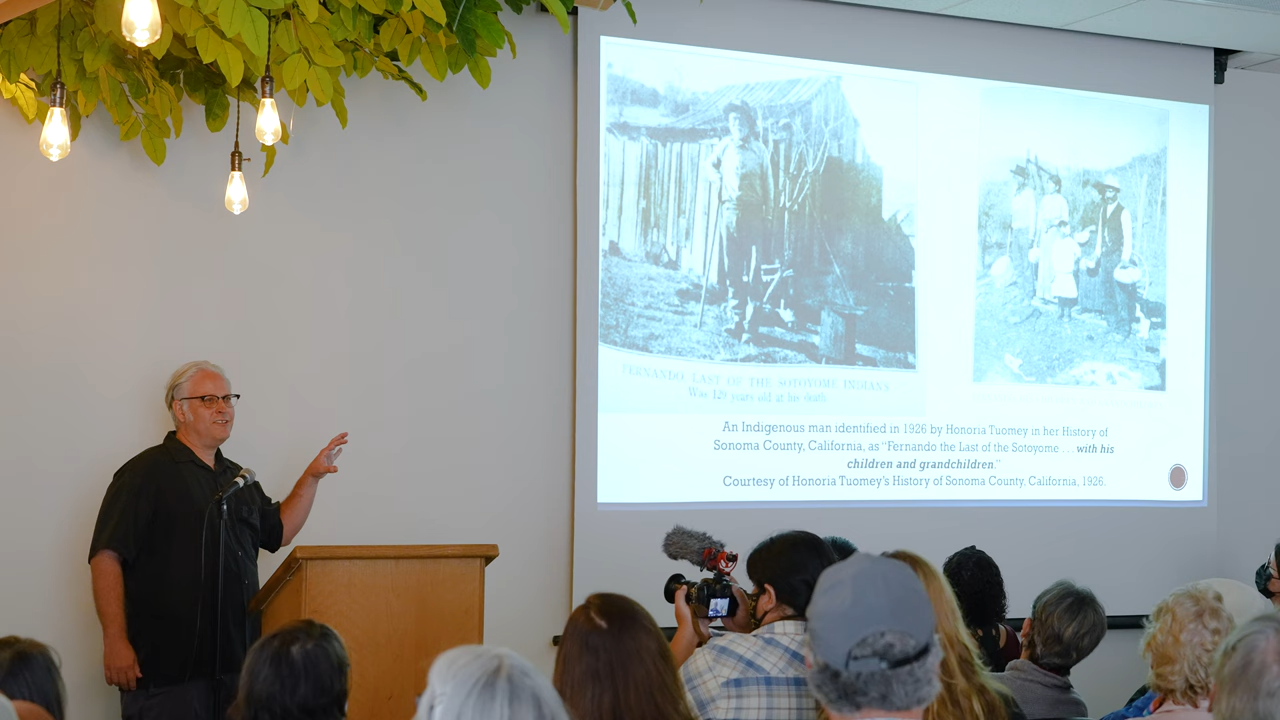 FERNANDO LAST OF THE SOTOYOME INDIANS
Was 129 years old at his death.
An Indigenous man identified in 1926 by Honoria Tuomey in her History of
Sonoma County, California, as "Fernando the Last of the Sotoyome . . . with his
children and grandchildren."
Courtesy of Honoria Tuomey's History of Sonoma County. California, 1926.